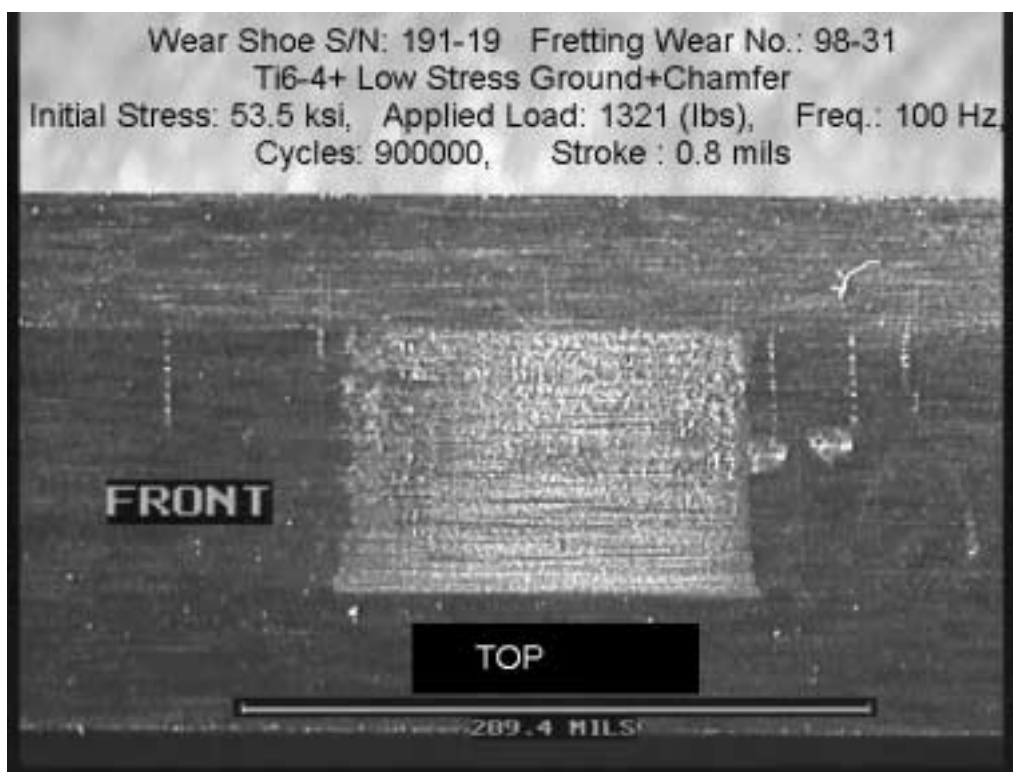 Wear Shoe S/N: 191-19 Fretting Wear No.: 98-31
Ti6-4+ Low Stress Ground+Chamfer
Initial Stress: 53.5 ksi, Applied Load: 1321 (lbs), Freq.: 100 Hz,
Cycles: 900000, Stroke : 0.8 mils
FRONT
TOP
209.4 MILS